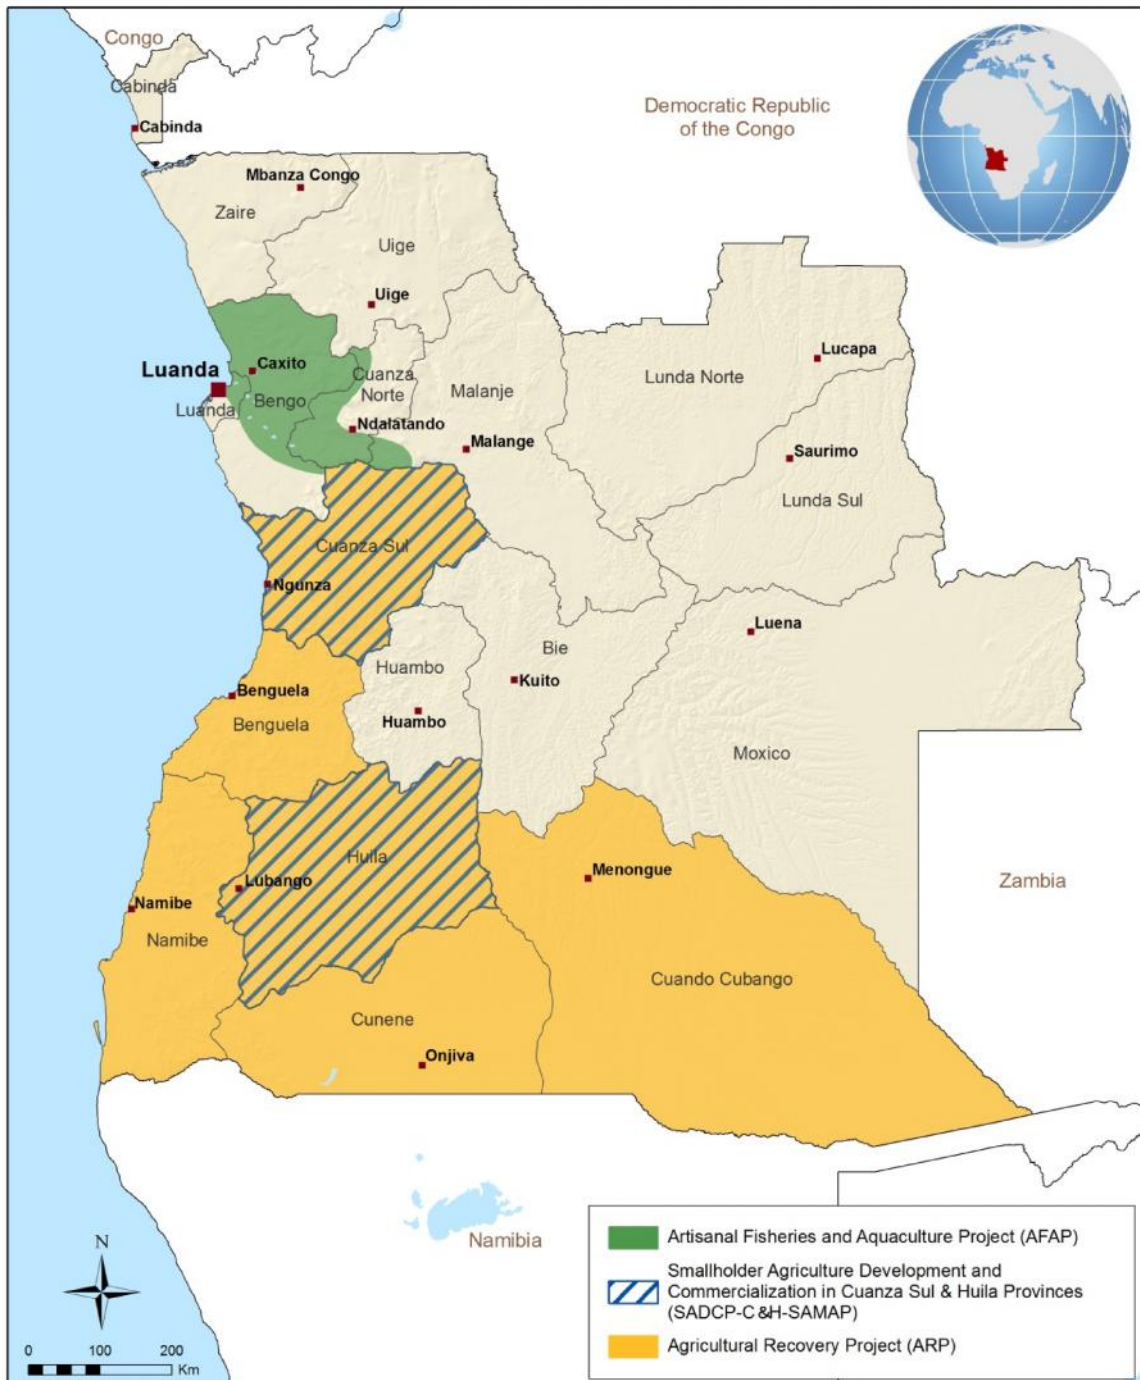 Congo
Cabinda
Cabinda
Democratic Republic
of the Congo
Mbanza Congo
Zaire
Uige
Uige
Caxito
Luanda
Luanda
Bengo
Cuanza
Norte
Ndalatando
Malanje
Malange
Lunda Norte
Lucapa
Saurimo
Lunda Sul
Cuanza Sul
Ngunza
Luena
Bie
Huambo
Kuito
Benguela
Benguela
Huambo
Moxico
Huila
Lubango
Menongue
Zambia
Namibe
Namibe
Cuando Cubango
Cunene
Onjiva
Namibia
N
0 100 200
Km
Artisanal Fisheries and Aquaculture Project (AFAP)
Smallholder Agriculture Development and
Commercialization in Cuanza Sul & Huila Provinces
(SADCP-C&H-SAMAP)
Agricultural Recovery Project (ARP)